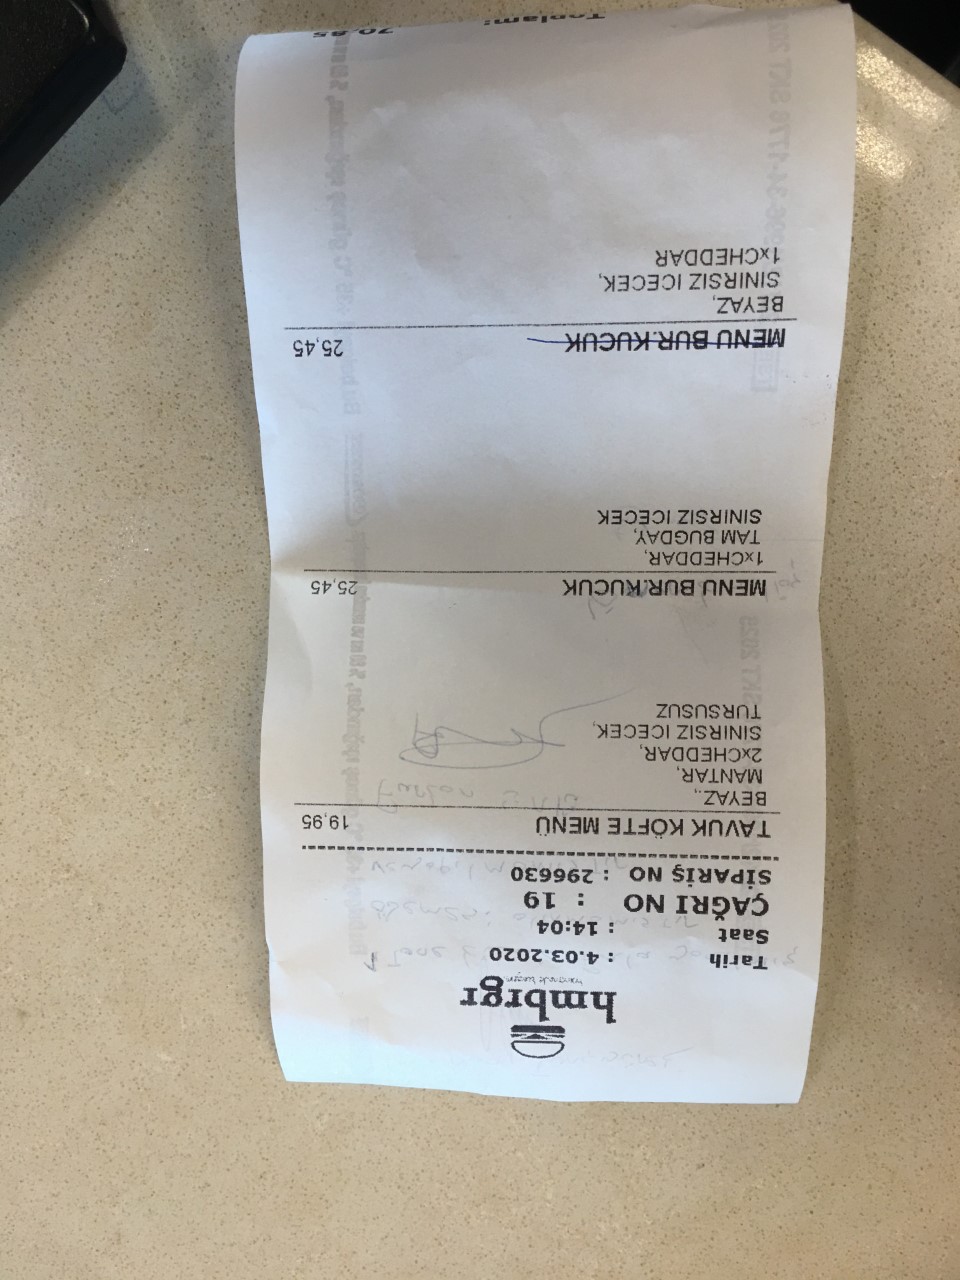 hmbrgr
Tarih : 4.03.2020
Saat : 14:04
ÇAĞRI NO : 19
SİPARİŞ NO : 296630
TAVUK KÖFTE MENÜ 19,95
BEYAZ.,
MANTAR,
2xCHEDDAR,
SINIRSIZ ICECEK,
TURSUSUZ
MENU BUR.KUCUK 25,45
1xCHEDDAR,
TAM BUGDAY,
SINIRSIZ ICECEK
MENU BUR.KUCUK 25,45
BEYAZ,
SINIRSIZ ICECEK,
1xCHEDDAR
Toplam: 70,85